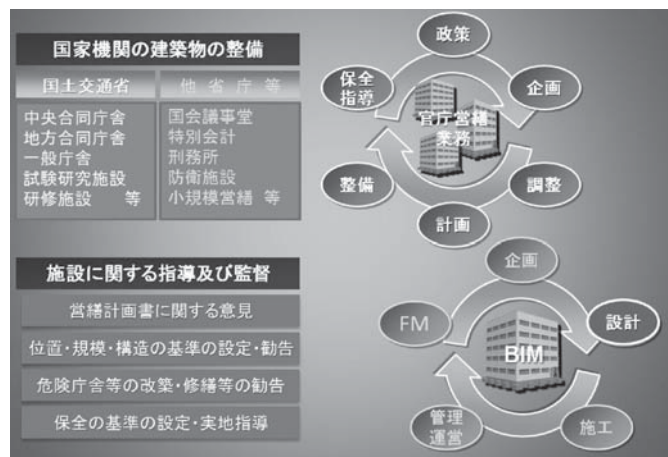 国家機関の建築物の整備
国土交通省
他省庁等
中央合同庁舎
地方合同庁舎
一般庁舎
試験研究施設
研修施設 等
国会議事堂
特別会計
刑務所
防衛施設
小規模営繕 等
施設に関する指導及び監督
営繕計画書に関する意見
位置・規模・構造の基準の設定・勧告
危険庁舎等の改築・修繕等の勧告
保全の基準の設定・実地指導
政策
企画
調整
計画
整備
保全
指導
官庁営繕
業務
企画
設計
施工
管理
運営
FM
BIM